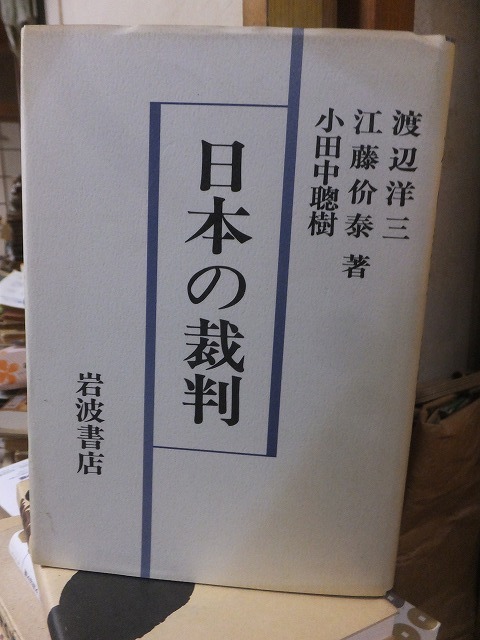 渡辺洋三
江藤价泰 著
小田中聰樹
日本の裁判
岩波書店